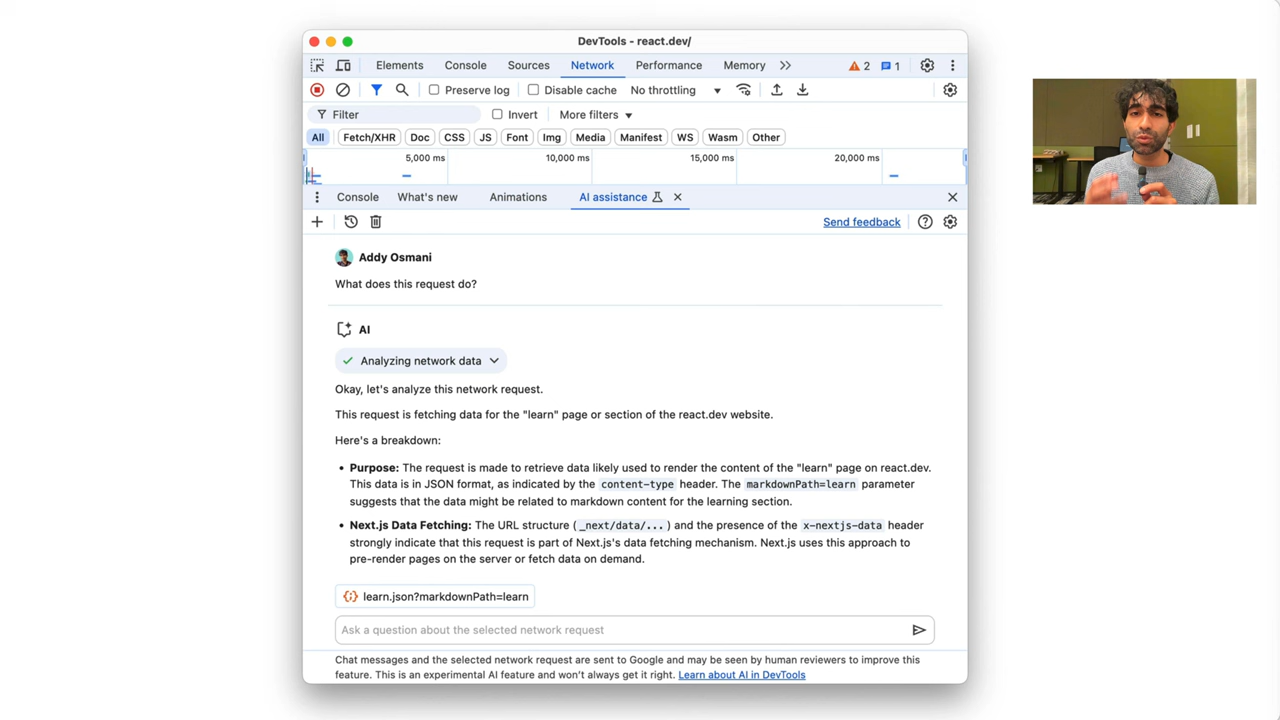 DevTools - react.dev/
Elements Console Sources Network Performance Memory 2 1
Preserve log Disable cache No throttling
Filter Invert More filters
All Fetch/XHR Doc CSS JS Font Img Media Manifest WS Wasm Other
5,000 ms 10,000 ms 15,000 ms 20,000 ms
Console What's new Animations AI assistance
Send feedback
Addy Osmani
What does this request do?
AI
Analyzing network data
Okay, let's analyze this network request.
This request is fetching data for the "learn" page or section of the react.dev website.
Here's a breakdown:
• Purpose: The request is made to retrieve data likely used to render the content of the "learn" page on react.dev.
This data is in JSON format, as indicated by the content-type header. The markdownPath=learn parameter
suggests that the data might be related to markdown content for the learning section.
• Next.js Data Fetching: The URL structure (_next/data/...) and the presence of the x-nextjs-data header
strongly indicate that this request is part of Next.js's data fetching mechanism. Next.js uses this approach to
pre-render pages on the server or fetch data on demand.
learn.json?markdownPath=learn
Ask a question about the selected network request
Chat messages and the selected network request are sent to Google and may be seen by human reviewers to improve this
feature. This is an experimental AI feature and won't always get it right. Learn about AI in DevTools